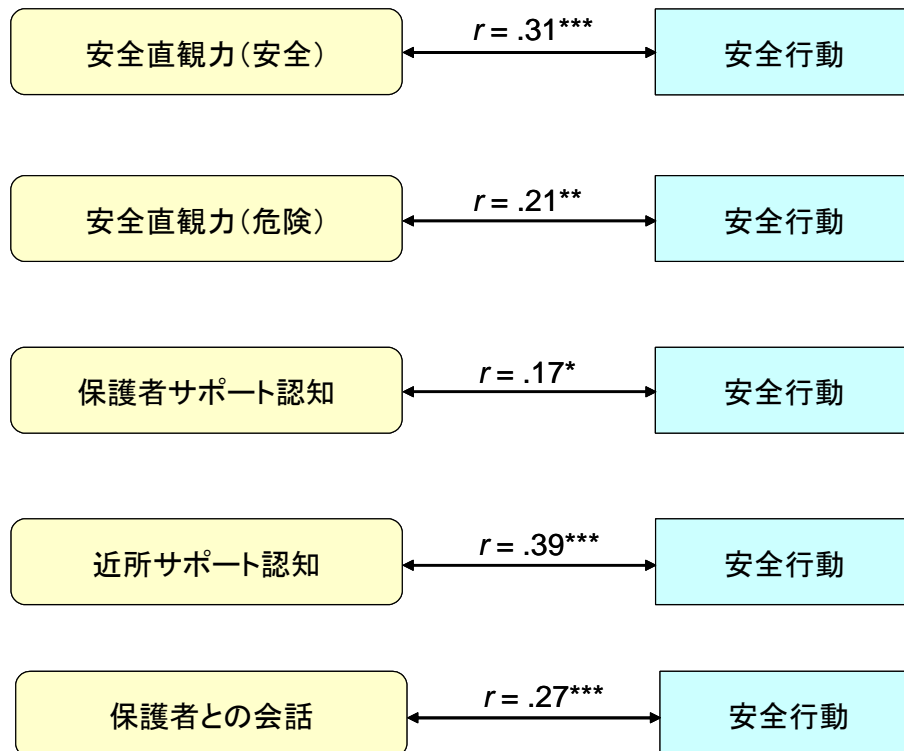 安全直観力(安全)
r = .31***
安全行動
安全直観力(危険)
r = .21**
安全行動
保護者サポート認知
r = .17*
安全行動
近所サポート認知
r = .39***
安全行動
保護者との会話
r = .27***
安全行動